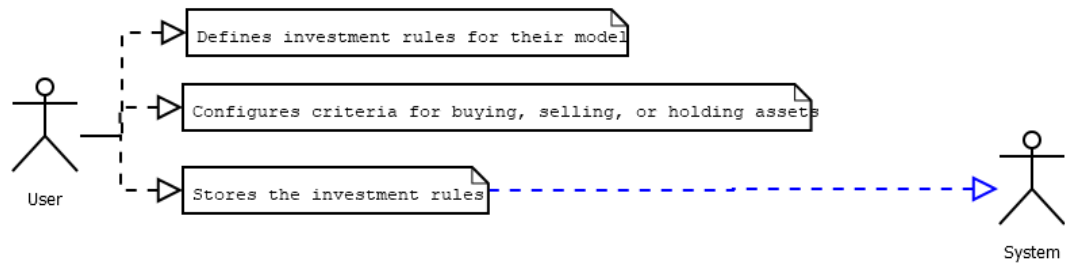 Defines investment rules for their model
Configures criteria for buying, selling, or holding assets
Stores the investment rules
User
System